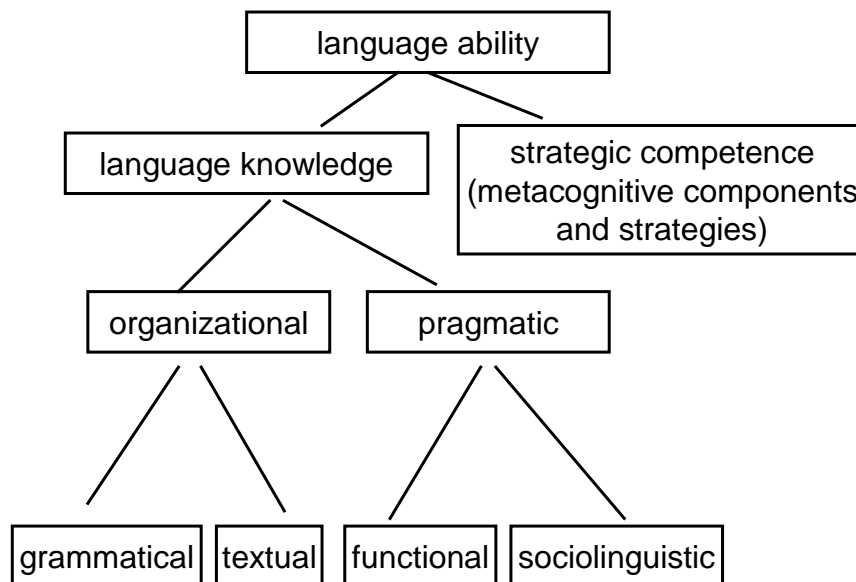 language ability
language knowledge
strategic competence
(metacognitive components
and strategies)
organizational
pragmatic
grammatical
textual
functional
sociolinguistic